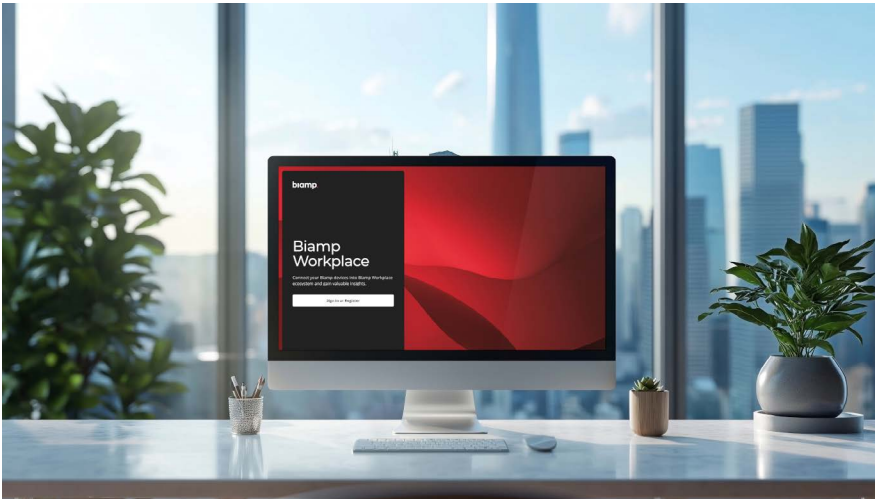 biamp
Biamp
Workplace
Connect your Biamp devices into Biamp Workplace
ecosystem and gain valuable insights.
Sign In or Register